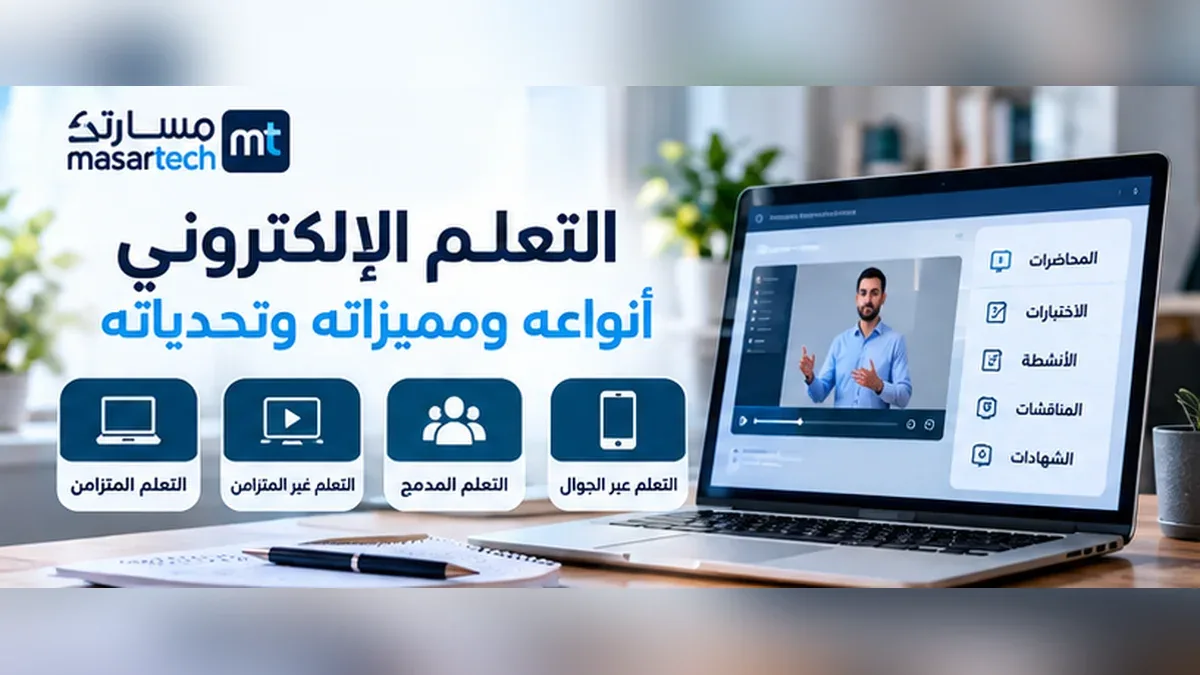 مسارتك
masartech
mt
التعلم الإلكتروني
أنواعه ومميزاته وتحدياته
التعلم المتزامن
التعلم غير المتزامن
التعلم المدمج
التعلم عبر الجوال
المحاضرات
الاختبارات
الأنشطة
المناقشات
الشهادات